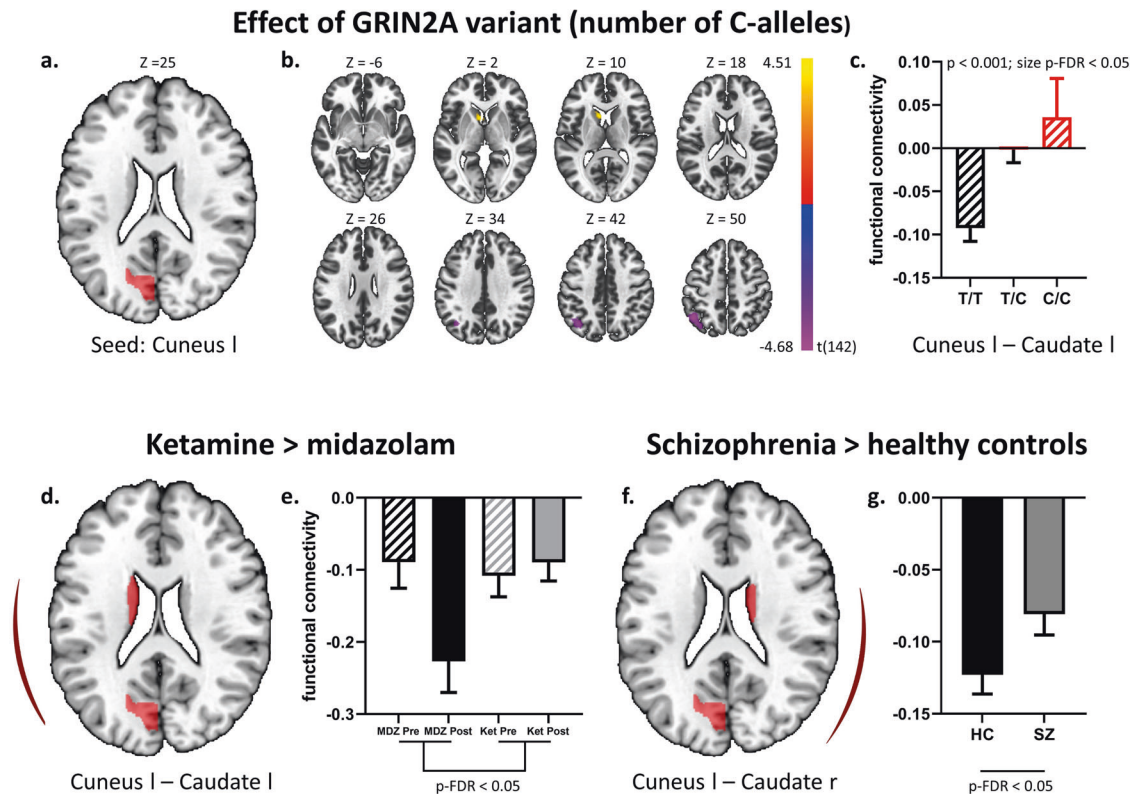 Effect of GRIN2A variant (number of C-alleles)
a.
Z =25
Seed: Cuneus l
b.
Z = -6
Z = 2
Z = 10
Z = 18
4.51
Z = 26
Z = 34
Z = 42
Z = 50
-4.68
t(142)
c.
p < 0.001; size p-FDR < 0.05
functional connectivity
0.10
0.05
0.00
-0.05
-0.10
-0.15
T/T
T/C
C/C
Cuneus l – Caudate l
Ketamine > midazolam
d.
Cuneus l – Caudate l
e.
functional connectivity
0.0
-0.1
-0.2
-0.3
MDZ Pre
MDZ Post
Ket Pre
Ket Post
p-FDR < 0.05
Schizophrenia > healthy controls
f.
Cuneus l – Caudate r
g.
0.00
-0.05
-0.10
-0.15
HC
SZ
p-FDR < 0.05